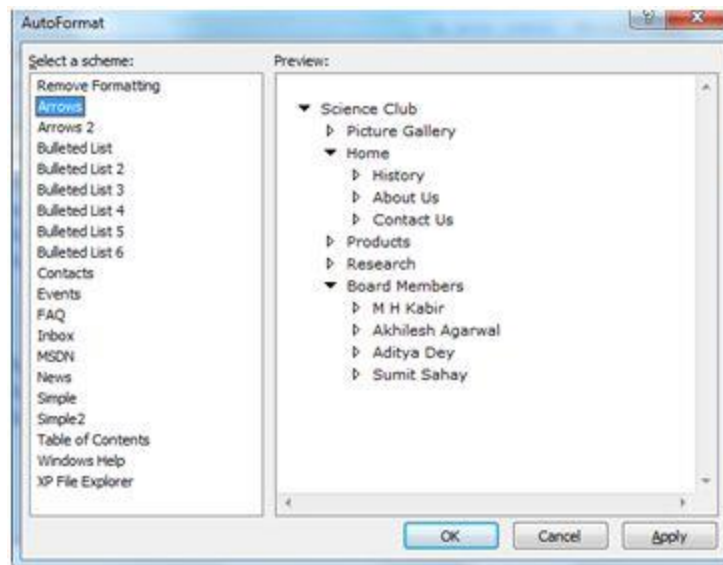 AutoFormat
Select a scheme:
Remove Formatting
Arrows
Arrows 2
Bulleted List
Bulleted List 2
Bulleted List 3
Bulleted List 4
Bulleted List 5
Bulleted List 6
Contacts
Events
FAQ
Inbox
MSDN
News
Simple
Simple2
Table of Contents
Windows Help
XP File Explorer
Preview:
Science Club
Picture Gallery
Home
History
About Us
Contact Us
Products
Research
Board Members
M H Kabir
Akhilesh Agarwal
Aditya Dey
Sumit Sahay
OK
Cancel
Apply